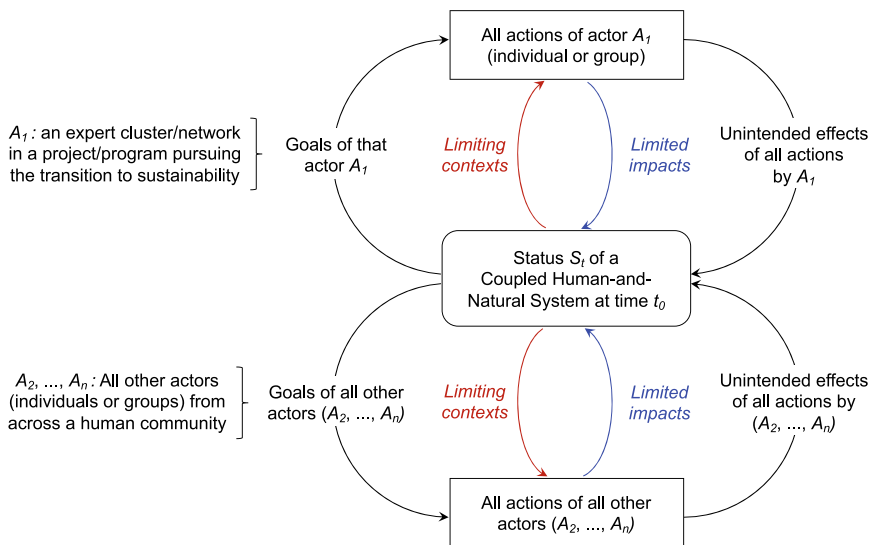 All actions of actor A1
(individual or group)
A1 : an expert cluster/network
in a project/program pursuing
the transition to sustainability
Goals of that
actor A1
Limiting
contexts
Limited
impacts
Unintended effects
of all actions
by A1
Status St of a
Coupled Human-and-
Natural System at time t0
A2, ..., An : All other actors
(individuals or groups) from
across a human community
Goals of all other
actors (A2, ..., An)
Limiting
contexts
Limited
impacts
Unintended effects
of all actions by
(A2, ..., An)
All actions of all other
actors (A2, ..., An)